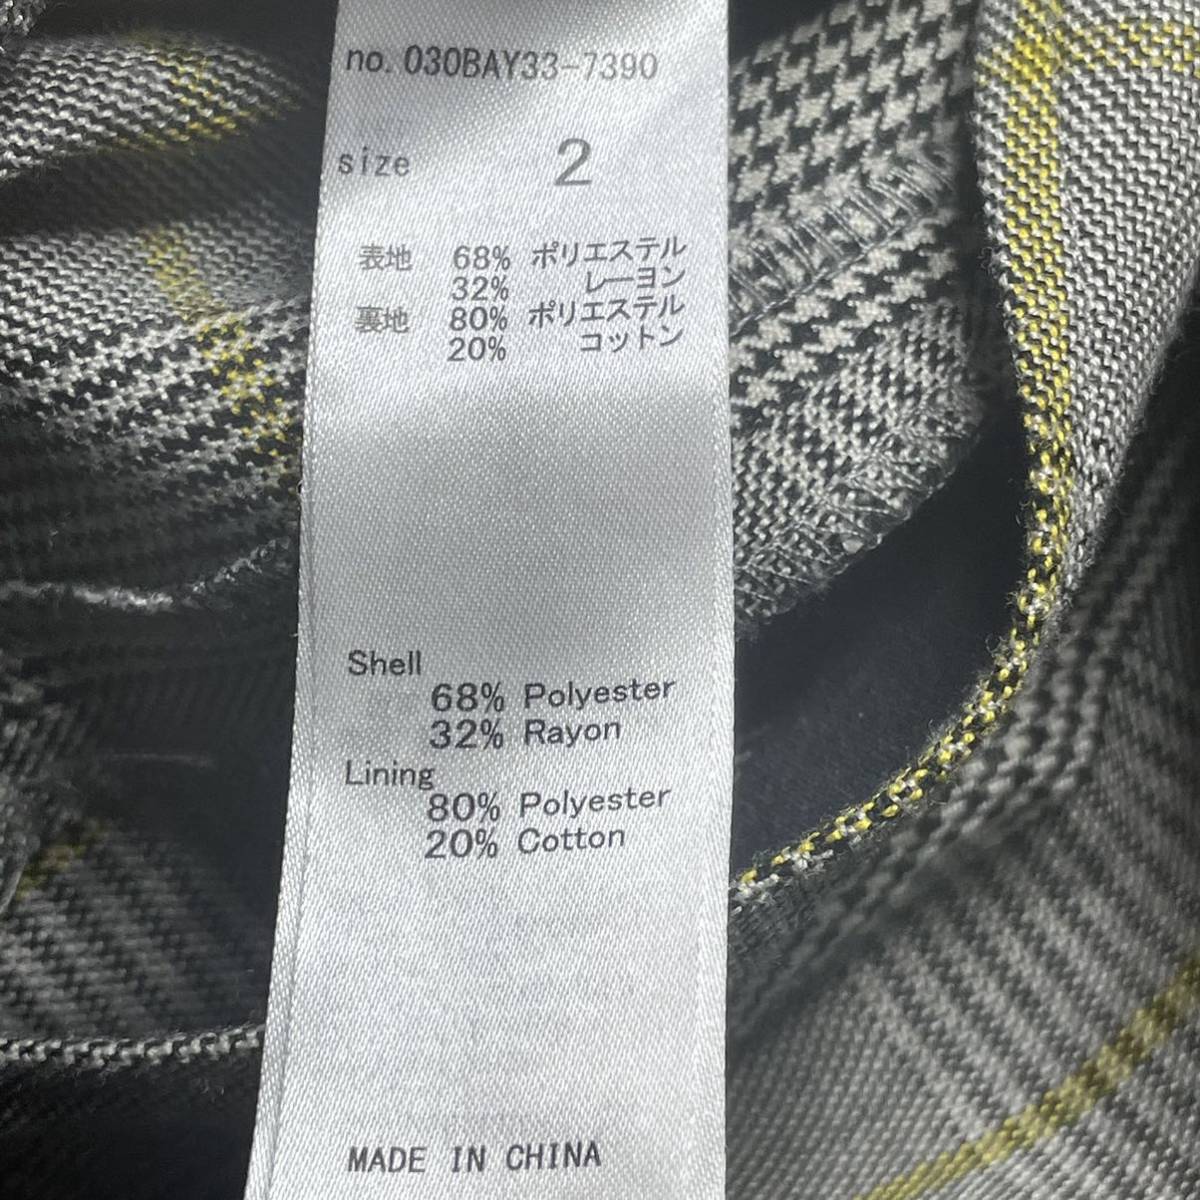 no. 030BAY33-7390
size 2
表地 68% ポリエステル
32% レーヨン
裏地 80% ポリエステル
20% コットン
Shell
68% Polyester
32% Rayon
Lining
80% Polyester
20% Cotton
MADE IN CHINA